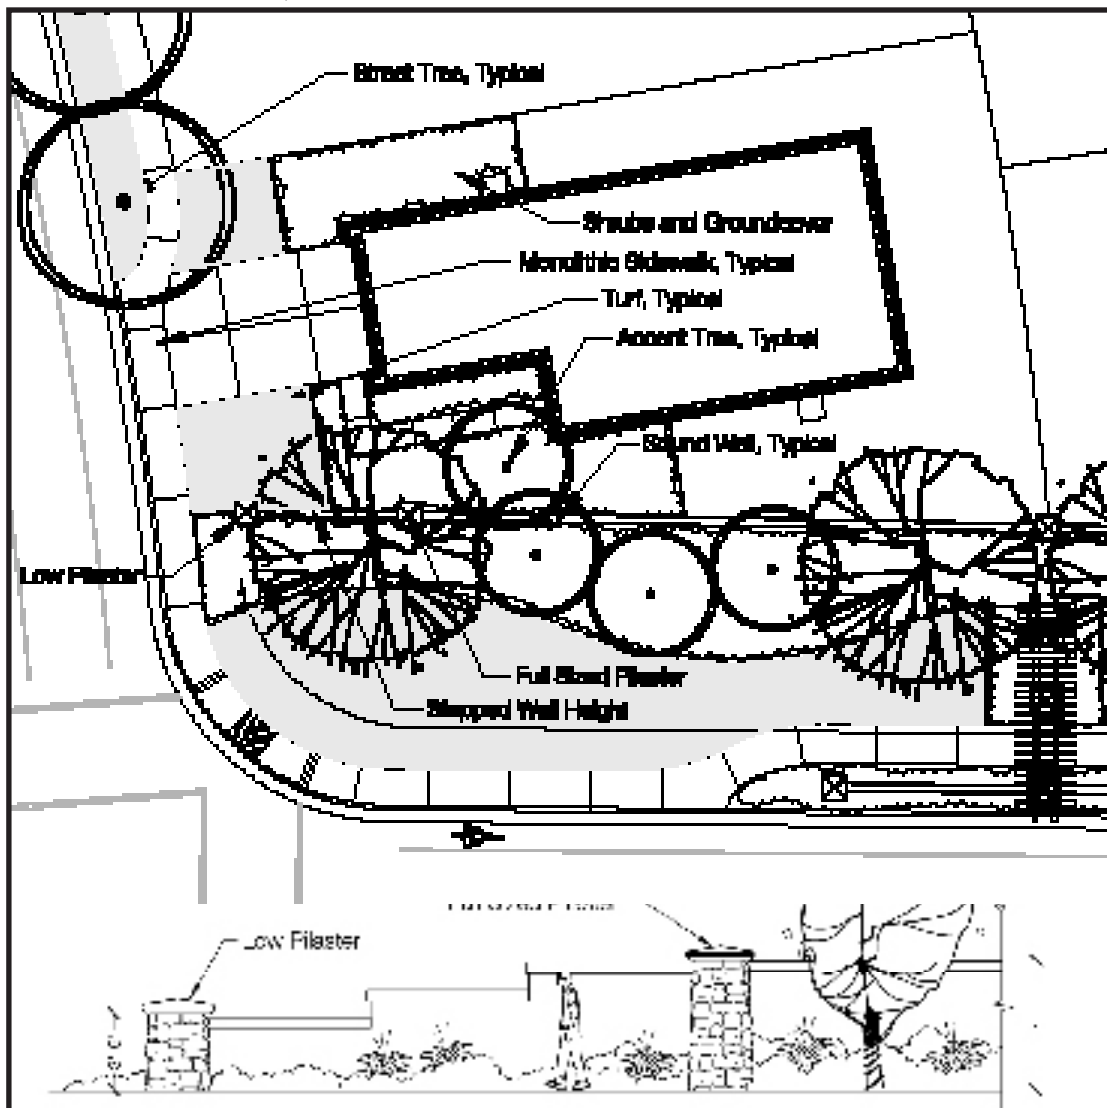 Street Tree, Typical
Shrubs and Groundcover
Monolithic Sidewalk, Typical
Turf, Typical
Accent Tree, Typical
Sound Wall, Typical
Low Pilaster
Full Sized Pilaster
Stepped Wall Height
Low Pilaster